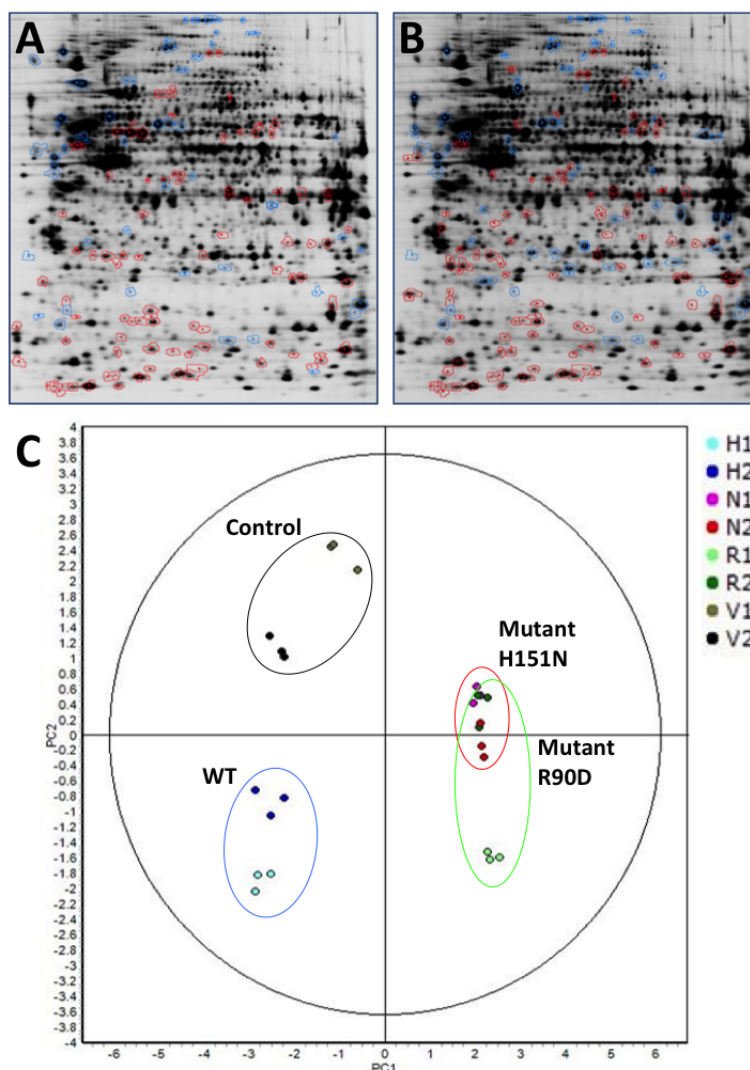 A
B
C
4
3.8
3.6
3.4
3.2
3
2.8
2.6
2.4
2.2
2
1.8
1.6
1.4
1.2
1
0.8
0.6
0.4
0.2
0
-0.2
-0.4
-0.6
-0.8
-1
-1.2
-1.4
-1.6
-1.8
-2
-2.2
-2.4
-2.6
-2.8
-3
-3.2
-3.4
-3.6
-3.8
-4
PC2
Control
Mutant
H151N
Mutant
R90D
WT
-6 -5 -4 -3 -2 -1 0 1 2 3 4 5 6
PC1
H1
H2
N1
N2
R1
R2
V1
V2